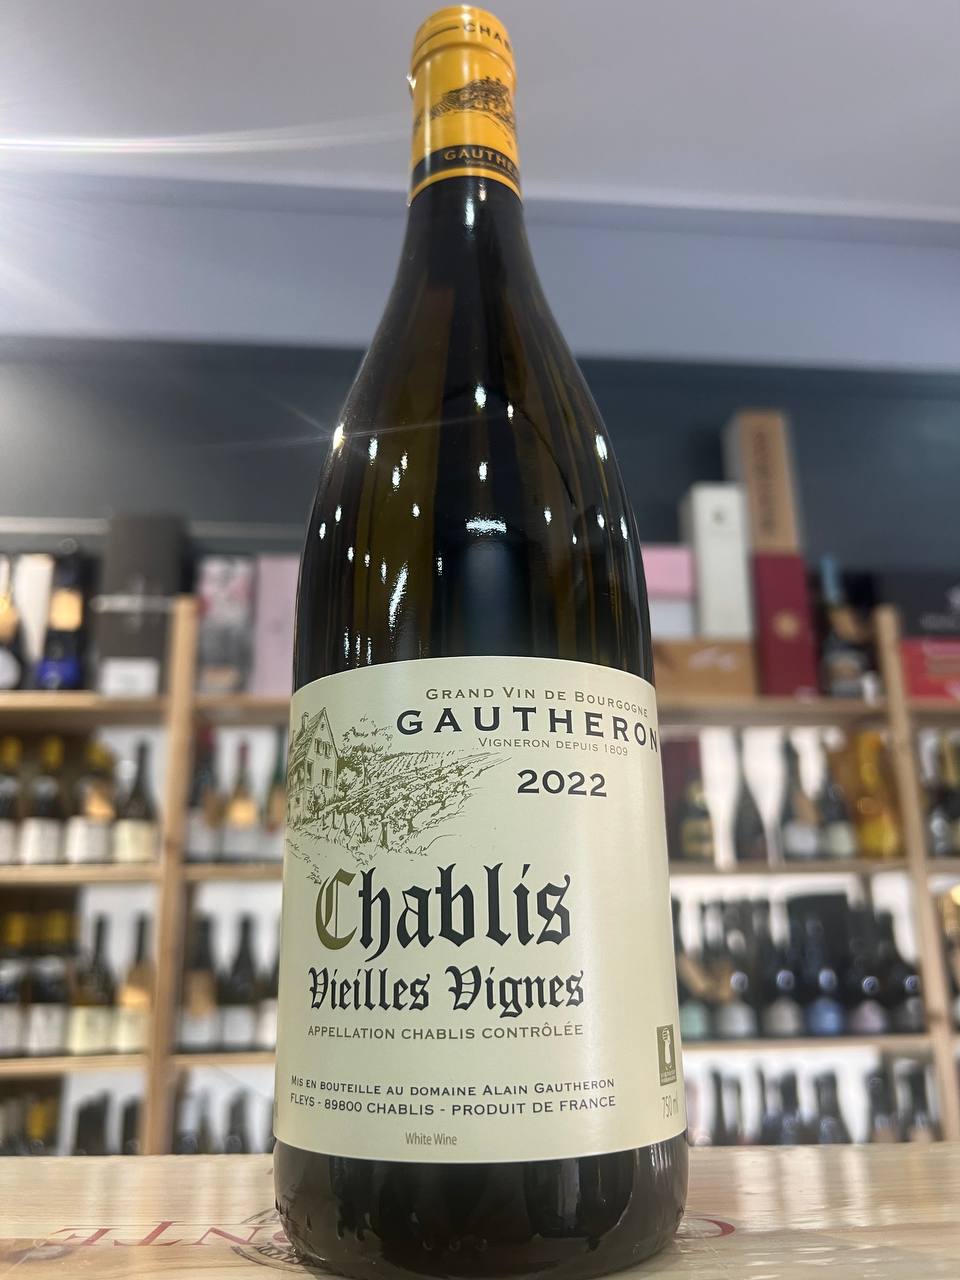 GAUTHE
GRAND VIN DE BOURGOGNE
GAUTHERON
VIGNERON DEPUIS 1809
2022
Chablis
Vieilles Vignes
APPELLATION CHABLIS CONTRÔLÉE
MIS EN BOUTEILLE AU DOMAINE ALAIN GAUTHERON
FLEYS - 89800 CHABLIS - PRODUIT DE FRANCE
750 ml
White Wine